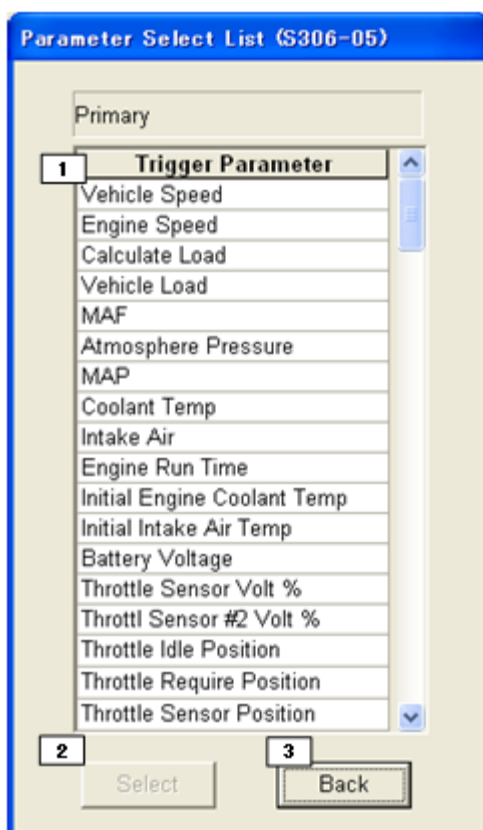 Parameter Select List (S306-05)
Primary
1
Trigger Parameter
Vehicle Speed
Engine Speed
Calculate Load
Vehicle Load
MAF
Atmosphere Pressure
MAP
Coolant Temp
Intake Air
Engine Run Time
Initial Engine Coolant Temp
Initial Intake Air Temp
Battery Voltage
Throttle Sensor Volt %
Throttl Sensor #2 Volt %
Throttle Idle Position
Throttle Require Position
Throttle Sensor Position
2
3
Select
Back